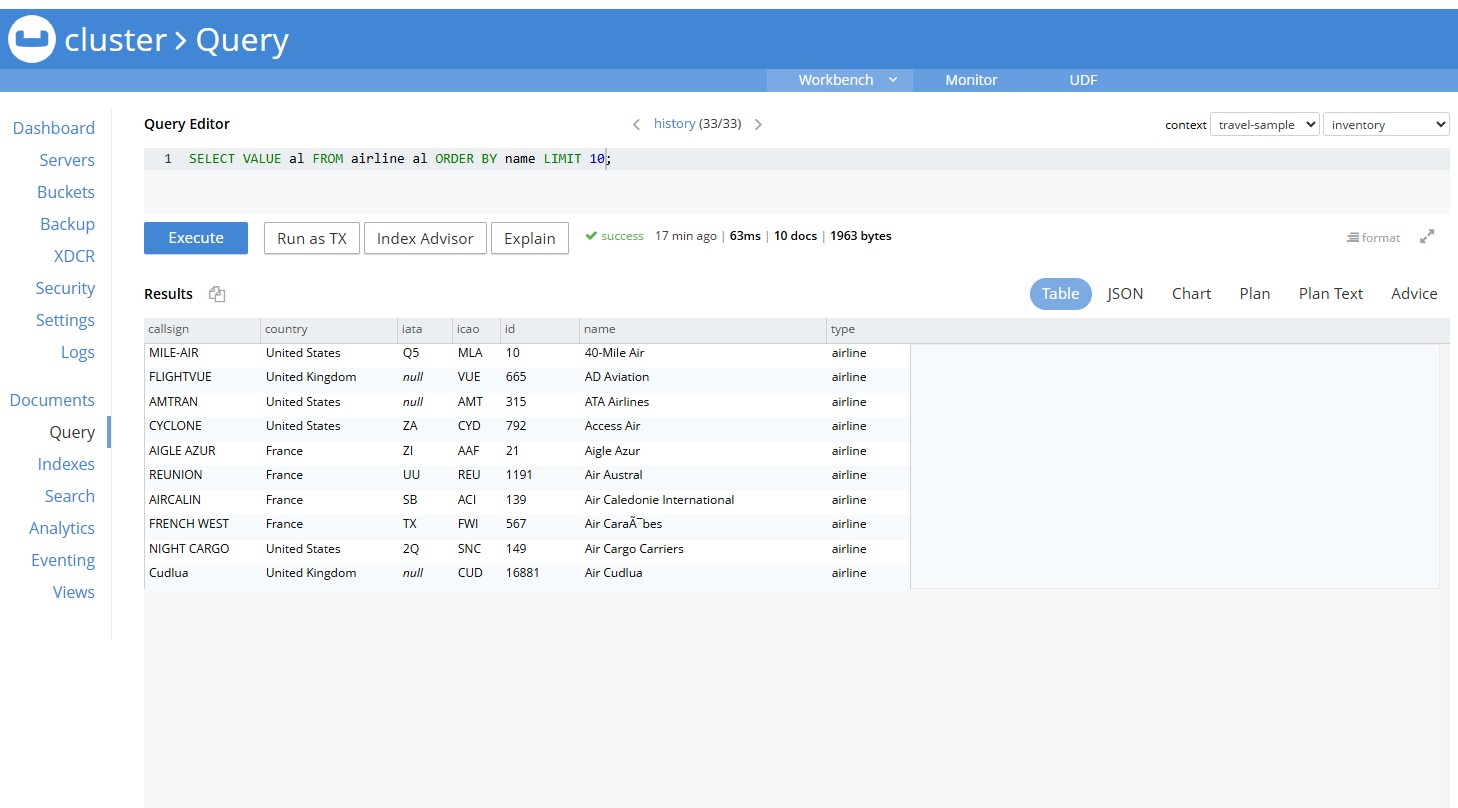 cluster > Query
Workbench Monitor UDF
Dashboard
Servers
Buckets
Backup
XDCR
Security
Settings
Logs
Documents
Query
Indexes
Search
Analytics
Eventing
Views
Query Editor < history (33/33) > context travel-sample inventory
1 SELECT VALUE al FROM airline al ORDER BY name LIMIT 10;
Execute Run as TX Index Advisor Explain success 17 min ago | 63ms | 10 docs | 1963 bytes format
Results Table JSON Chart Plan Plan Text Advice
callsign country iata icao id name type
MILE-AIR United States Q5 MLA 10 40-Mile Air airline
FLIGHTVUE United Kingdom null VUE 665 AD Aviation airline
AMTRAN United States null AMT 315 ATA Airlines airline
CYCLONE United States ZA CYD 792 Access Air airline
AIGLE AZUR France ZI AAF 21 Aigle Azur airline
REUNION France UU REU 1191 Air Austral airline
AIRCALIN France SB ACI 139 Air Caledonie International airline
FRENCH WEST France TX FWI 567 Air CaraÃ¯bes airline
NIGHT CARGO United States 2Q SNC 149 Air Cargo Carriers airline
Cudlua United Kingdom null CUD 16881 Air Cudlua airline